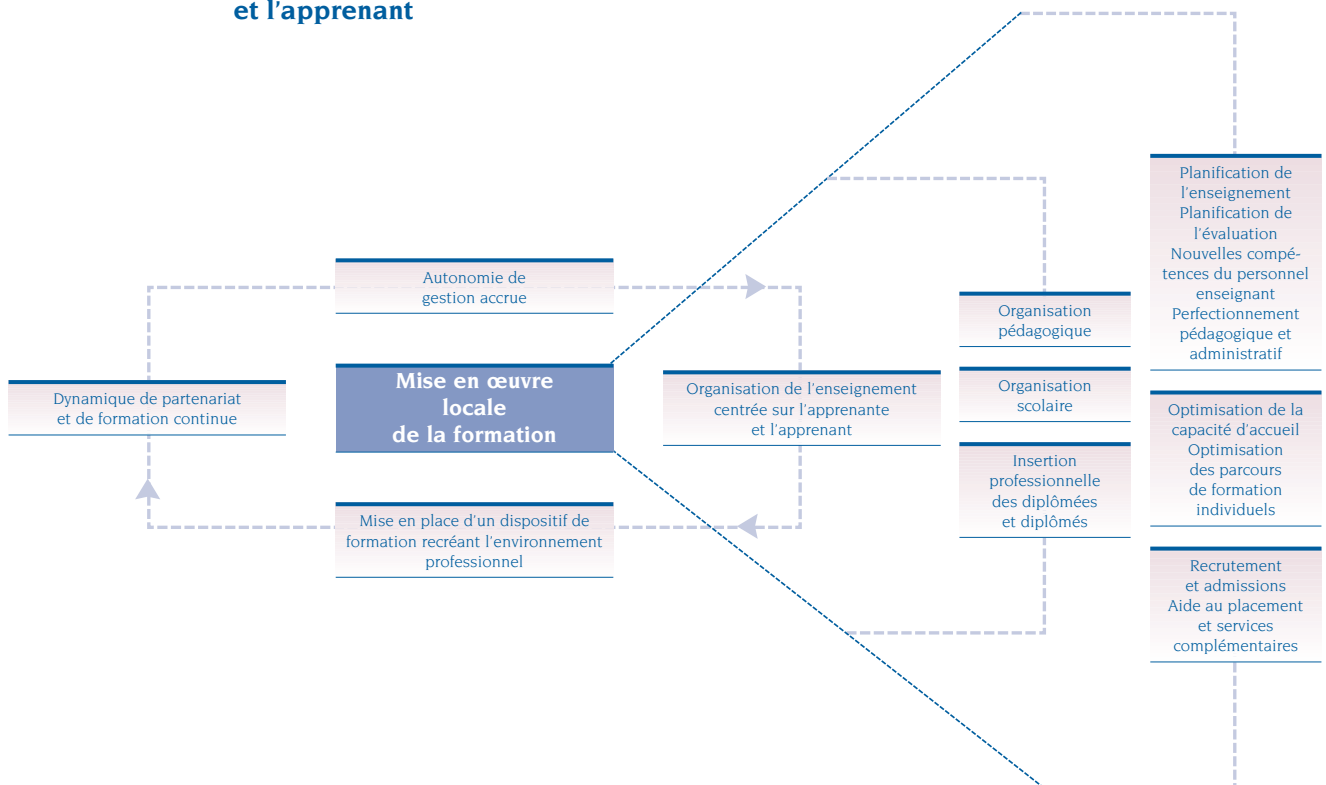 et l'apprenant
Autonomie de
gestion accrue
Dynamique de partenariat
et de formation continue
Mise en œuvre
locale
de la formation
Organisation de l'enseignement
centrée sur l'apprenante
et l'apprenant
Mise en place d'un dispositif de
formation recréant l'environnement
professionnel
Organisation
pédagogique
Organisation
scolaire
Insertion
professionnelle
des diplômées
et diplômés
Planification de
l'enseignement
Planification de
l'évaluation
Nouvelles compé-
tences du personnel
enseignant
Perfectionnement
pédagogique et
administratif
Optimisation de la
capacité d'accueil
Optimisation
des parcours
de formation
individuels
Recrutement
et admissions
Aide au placement
et services
complémentaires